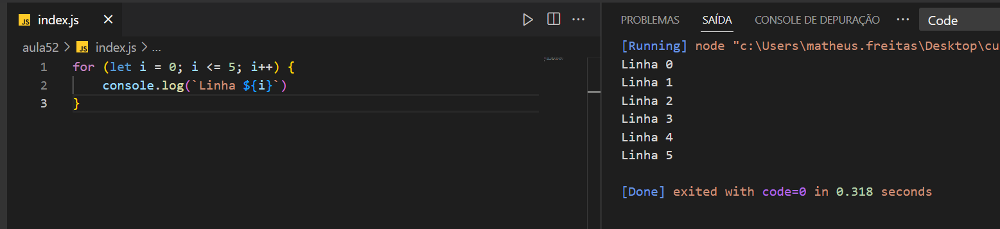 JS index.js ×
aula52 > JS index.js > ...
1 for (let i = 0; i <= 5; i++) {
2     console.log(`Linha ${i}`)
3 }
PROBLEMAS SAÍDA CONSOLE DE DEPURAÇÃO ··· Code
[Running] node "c:\Users\matheus.freitas\Desktop\cu
Linha 0
Linha 1
Linha 2
Linha 3
Linha 4
Linha 5
[Done] exited with code=0 in 0.318 seconds